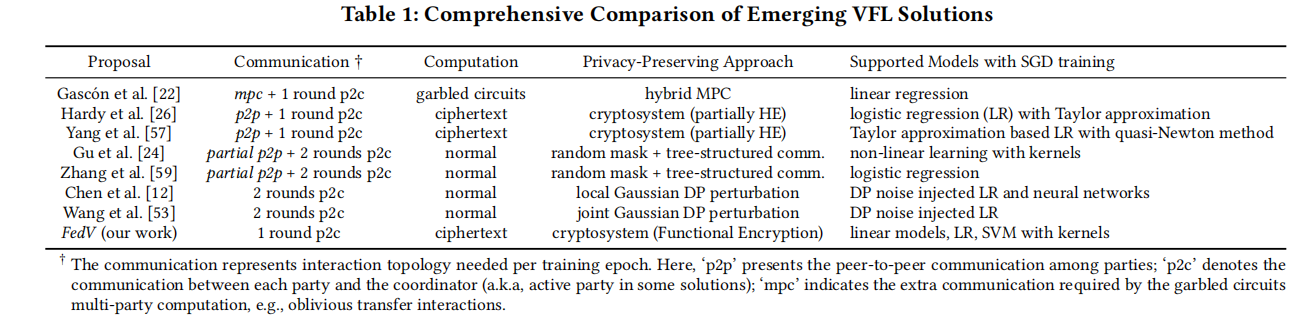 Table 1: Comprehensive Comparison of Emerging VFL Solutions
Proposal Communication † Computation Privacy-Preserving Approach Supported Models with SGD training
Gascón et al. [22] mpc + 1 round p2c garbled circuits hybrid MPC linear regression
Hardy et al. [26] p2p + 1 round p2c ciphertext cryptosystem (partially HE) logistic regression (LR) with Taylor approximation
Yang et al. [57] p2p + 1 round p2c ciphertext cryptosystem (partially HE) Taylor approximation based LR with quasi-Newton method
Gu et al. [24] partial p2p + 2 rounds p2c normal random mask + tree-structured comm. non-linear learning with kernels
Zhang et al. [59] partial p2p + 2 rounds p2c normal random mask + tree-structured comm. logistic regression
Chen et al. [12] 2 rounds p2c normal local Gaussian DP perturbation DP noise injected LR and neural networks
Wang et al. [53] 2 rounds p2c normal joint Gaussian DP perturbation DP noise injected LR
FedV (our work) 1 round p2c ciphertext cryptosystem (Functional Encryption) linear models, LR, SVM with kernels
† The communication represents interaction topology needed per training epoch. Here, ‘p2p’ presents the peer-to-peer communication among parties; ‘p2c’ denotes the
communication between each party and the coordinator (a.k.a, active party in some solutions); ‘mpc’ indicates the extra communication required by the garbled circuits
multi-party computation, e.g., oblivious transfer interactions.